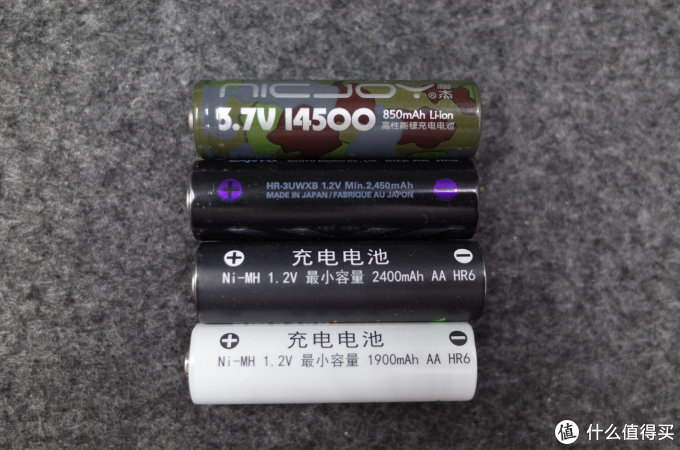 NICJOY ®
3.7V 14500 850mAh Li-ion
高性能锂充电电池
HR-3UWXB 1.2V Min.2,450mAh
MADE IN JAPAN/FABRIQUE AU JAPON
充电电池
Ni-MH 1.2V 最小容量 2400mAh AA HR6
充电电池
Ni-MH 1.2V 最小容量 1900mAh AA HR6
值 什么值得买